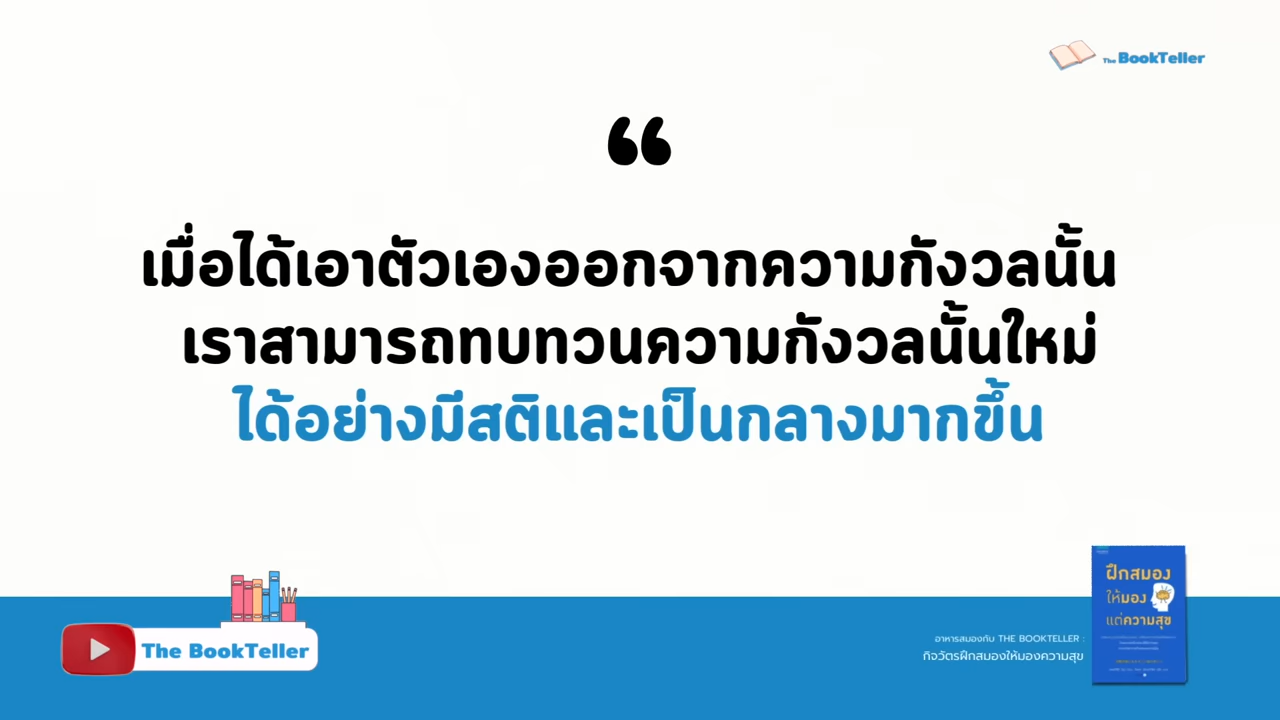 The BookTeller
“
เมื่อได้เอาตัวเองออกจากความกังวลนั้น
เราสามารถทบทวนความกังวลนั้นใหม่
ได้อย่างมีสติและเป็นกลางมากขึ้น
The BookTeller
อาหารสมองกับ THE BOOKTELLER :
กิจวัตรฝึกสมองให้มองความสุข
ฝึกสมอง
ให้มอง
แต่ความสุข